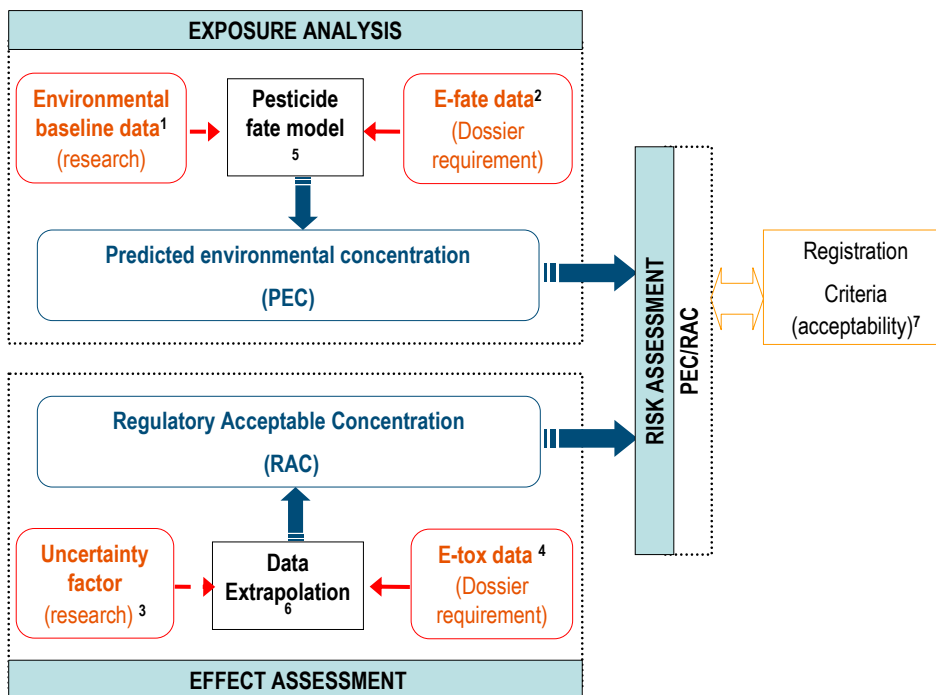 EXPOSURE ANALYSIS
Environmental
baseline data1
(research)
Pesticide
fate model
5
E-fate data2
(Dossier
requirement)
Predicted environmental concentration
(PEC)
RISK ASSESSMENT
PEC/RAC
Registration
Criteria
(acceptability)7
Regulatory Acceptable Concentration
(RAC)
Uncertainty
factor
(research) 3
Data
Extrapolation
6
E-tox data 4
(Dossier
requirement)
EFFECT ASSESSMENT